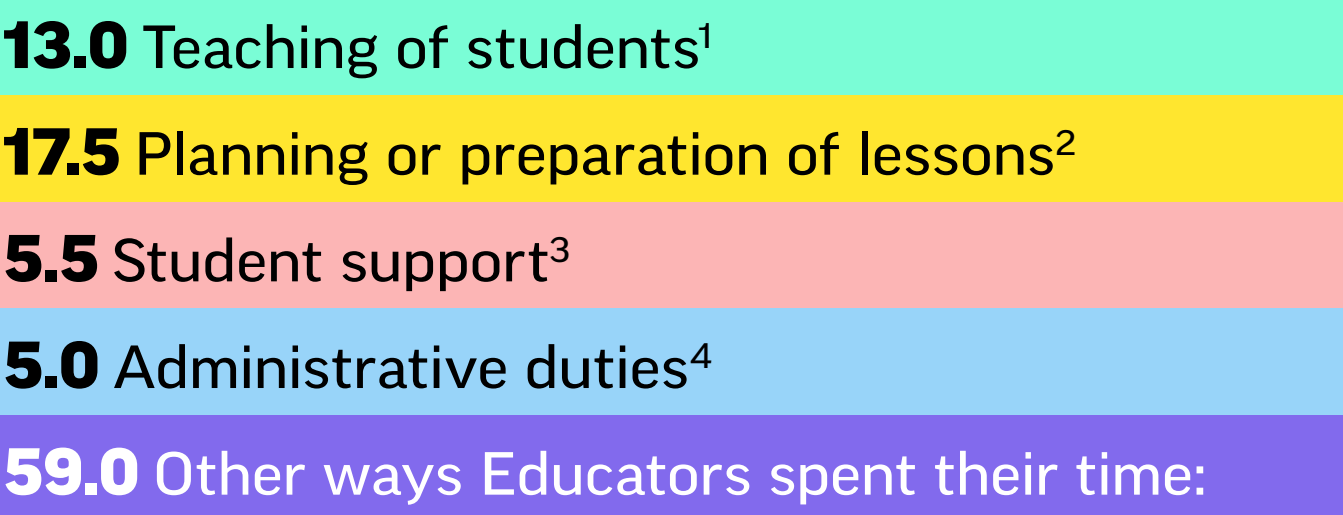 13.0 Teaching of students¹
17.5 Planning or preparation of lessons²
5.5 Student support³
5.0 Administrative duties⁴
59.0 Other ways Educators spent their time: